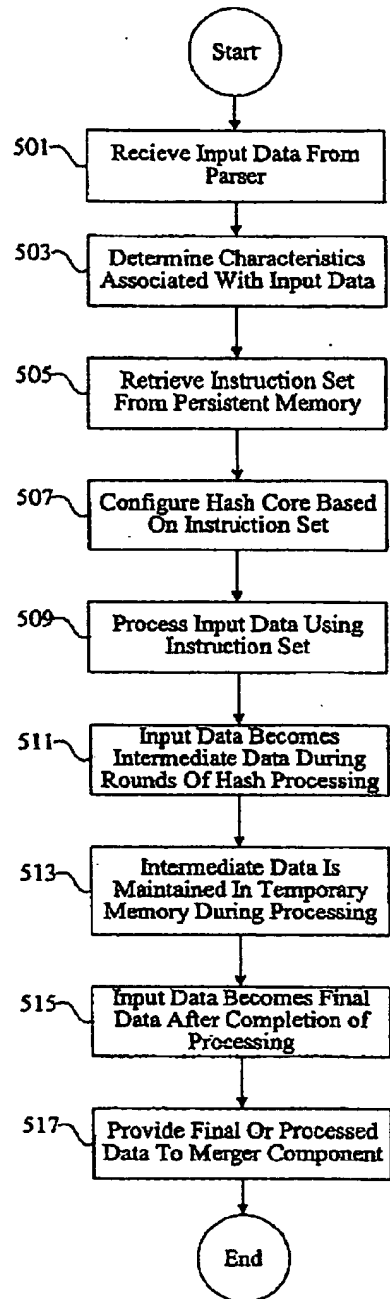 Start
501
Recieve Input Data From
Parser
503
Determine Characteristics
Associated With Input Data
505
Retrieve Instruction Set
From Persistent Memory
507
Configure Hash Core Based
On Instruction Set
509
Process Input Data Using
Instruction Set
511
Input Data Becomes
Intermediate Data During
Rounds Of Hash Processing
513
Intermediate Data Is
Maintained In Temporary
Memory During Processing
515
Input Data Becomes Final
Data After Completion of
Processing
517
Provide Final Or Processed
Data To Merger Component
End